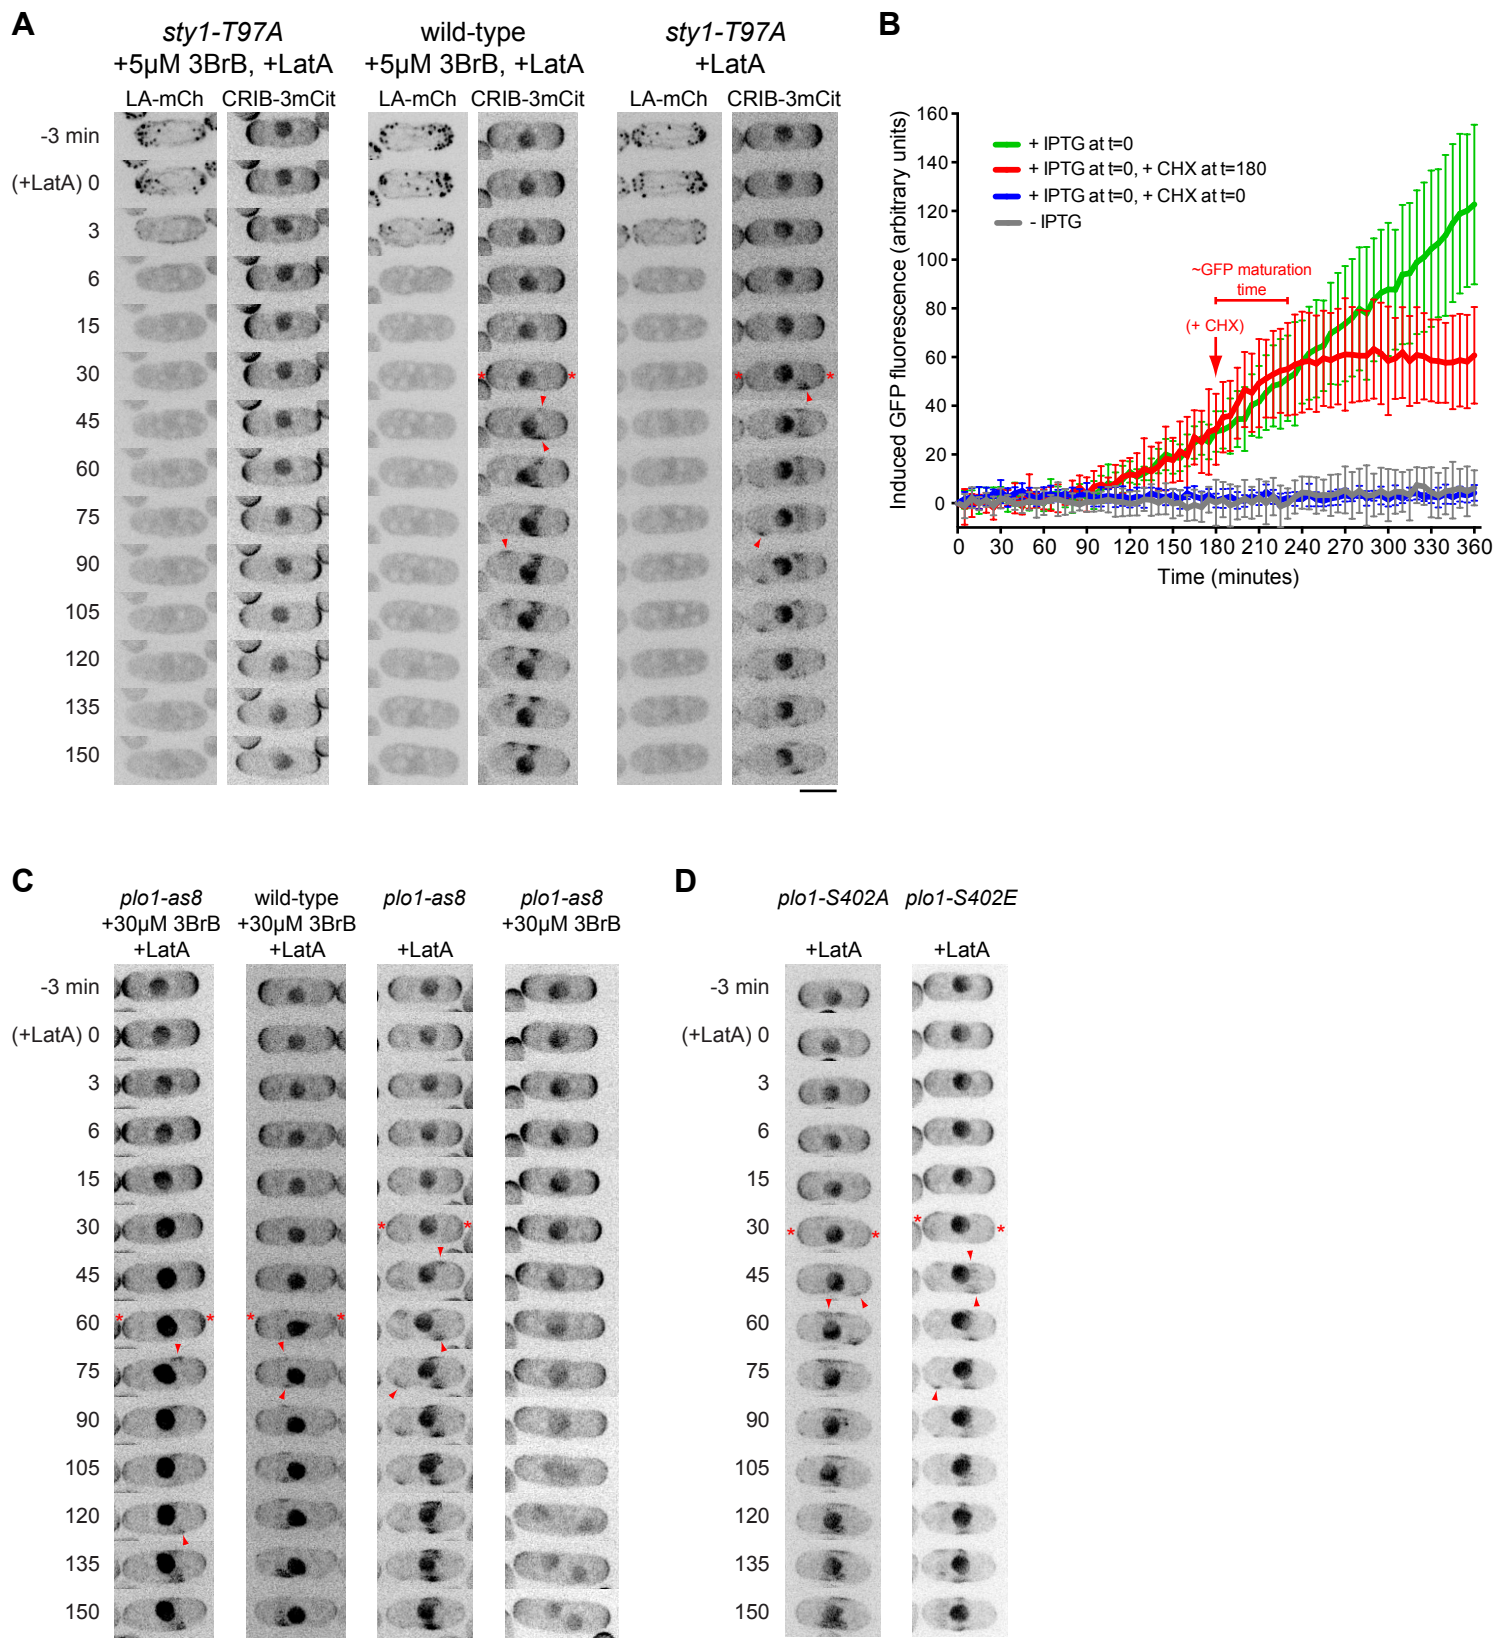 A
sty1-T97A
+5µM 3BrB, +LatA
wild-type
+5µM 3BrB, +LatA
sty1-T97A
+LatA
LA-mCh CRIB-3mCit
LA-mCh CRIB-3mCit
LA-mCh CRIB-3mCit
-3 min
(+LatA) 0
3
6
15
30
* * * *
45
60
75
90
105
120
135
150
B
Induced GFP fluorescence (arbitrary units)
160
140
120
100
80
60
40
20
0
+ IPTG at t=0
+ IPTG at t=0, + CHX at t=180
+ IPTG at t=0, + CHX at t=0
- IPTG
~GFP maturation
time
(+ CHX)
0 30 60 90 120 150 180 210 240 270 300 330 360
Time (minutes)
C
plo1-as8
+30µM 3BrB
+LatA
wild-type
+30µM 3BrB
+LatA
plo1-as8
+LatA
plo1-as8
+30µM 3BrB
-3 min
(+LatA) 0
3
6
15
30
* *
45
60
* * * *
75
90
105
120
135
150
D
plo1-S402A
+LatA
plo1-S402E
+LatA
-3 min
(+LatA) 0
3
6
15
30
* * * *
45
60
75
90
105
120
135
150